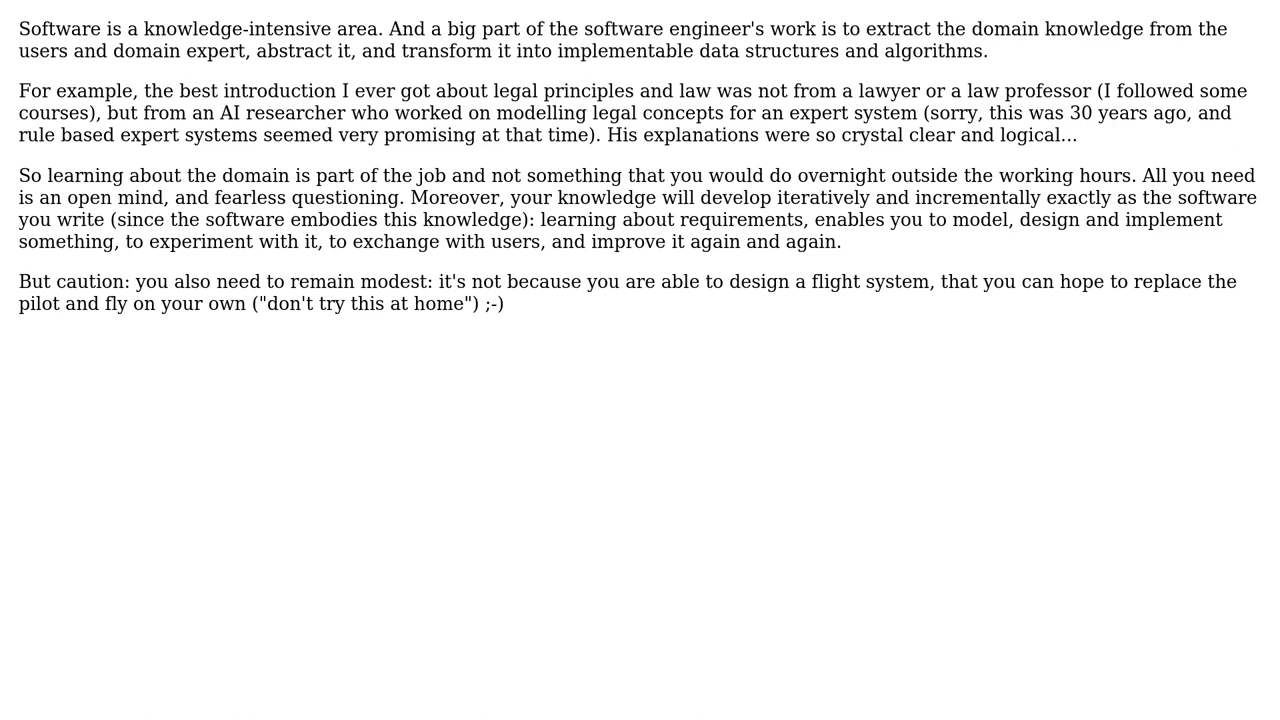 Software is a knowledge-intensive area. And a big part of the software engineer's work is to extract the domain knowledge from the
users and domain expert, abstract it, and transform it into implementable data structures and algorithms.
For example, the best introduction I ever got about legal principles and law was not from a lawyer or a law professor (I followed some
courses), but from an AI researcher who worked on modelling legal concepts for an expert system (sorry, this was 30 years ago, and
rule based expert systems seemed very promising at that time). His explanations were so crystal clear and logical...
So learning about the domain is part of the job and not something that you would do overnight outside the working hours. All you need
is an open mind, and fearless questioning. Moreover, your knowledge will develop iteratively and incrementally exactly as the software
you write (since the software embodies this knowledge): learning about requirements, enables you to model, design and implement
something, to experiment with it, to exchange with users, and improve it again and again.
But caution: you also need to remain modest: it's not because you are able to design a flight system, that you can hope to replace the
pilot and fly on your own ("don't try this at home") ;-)